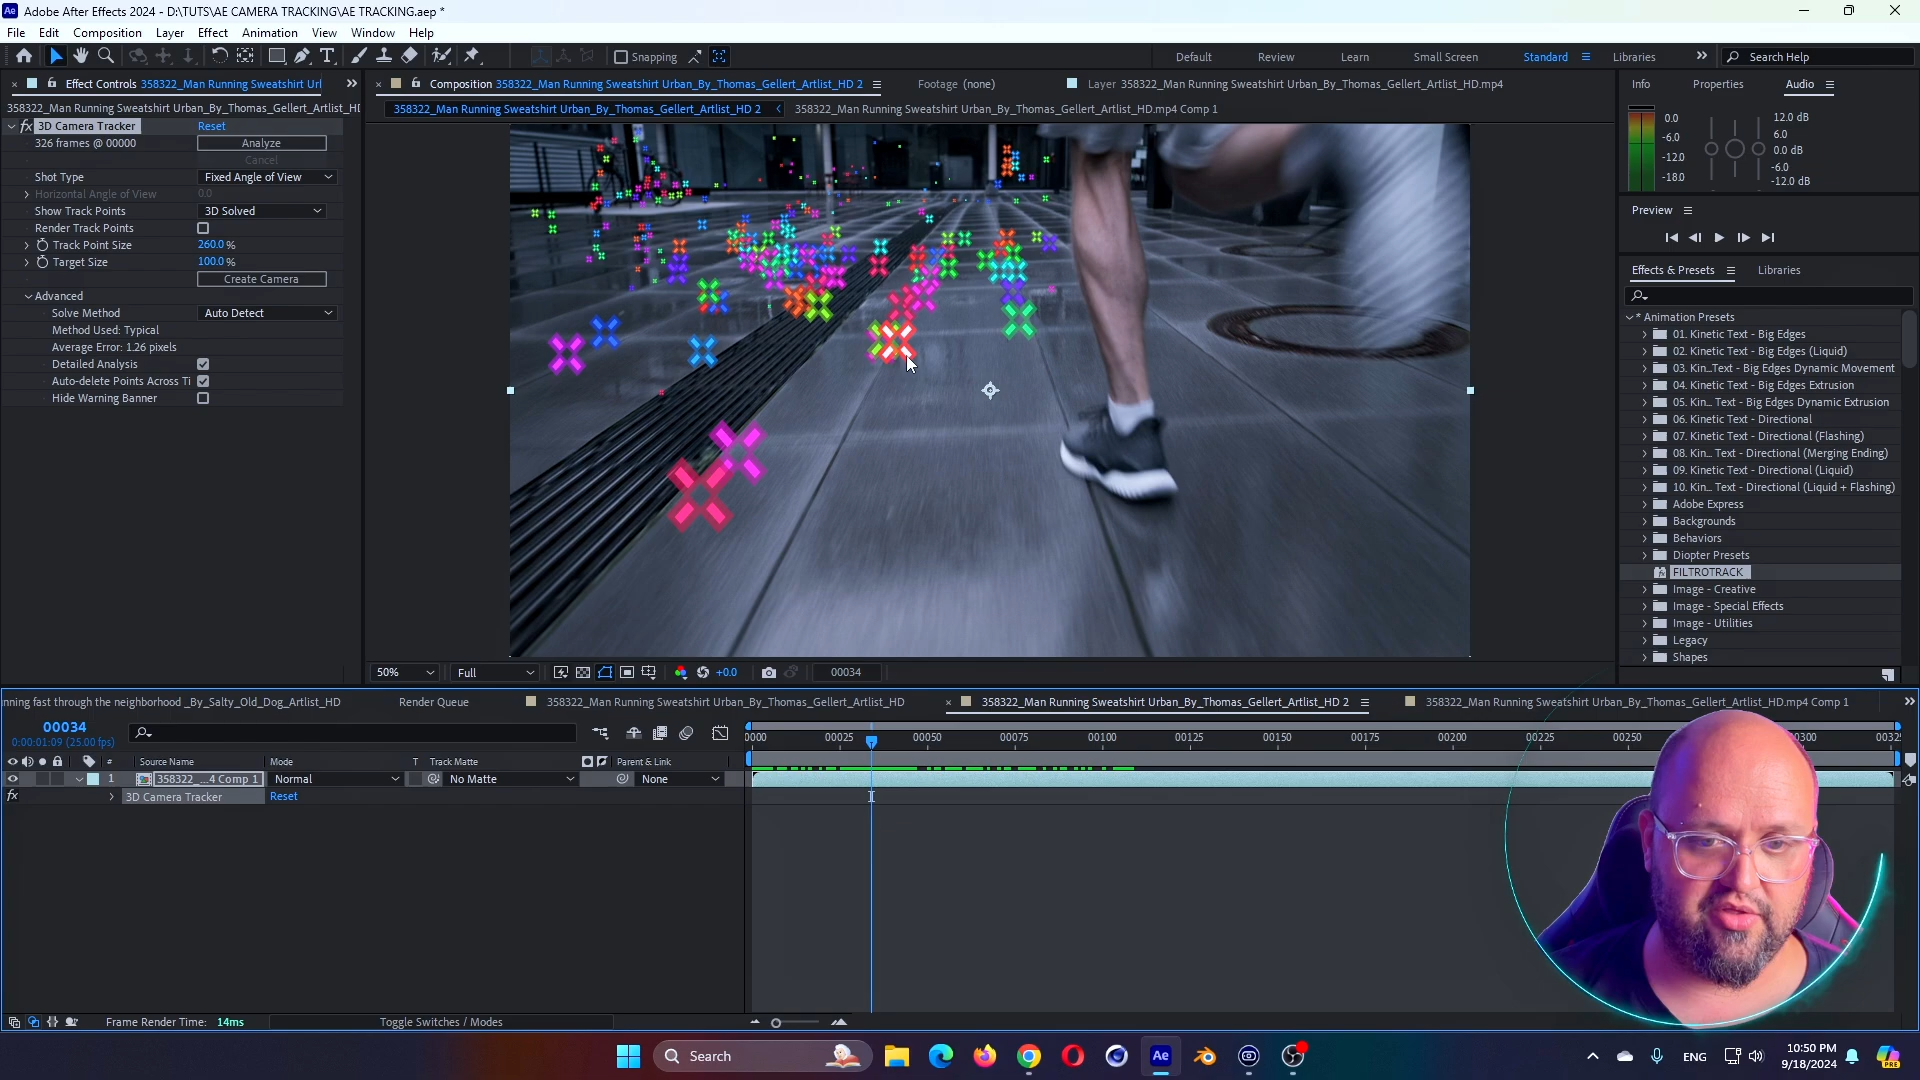 Adobe After Effects 2024 - D:\TUTS\AE CAMERA TRACKING\AE TRACKING.aep *
File Edit Composition Layer Effect Animation View Window Help
Snapping Default Review Learn Small Screen Standard Libraries Search Help
Effect Controls 358322_Man Running Sweatshirt Url
358322_Man Running Sweatshirt Urban_By_Thomas_Gellert_Artlist_HD
3D Camera Tracker Reset
326 frames @ 00000 Analyze
Cancel
Shot Type Fixed Angle of View
Horizontal Angle of View 0.0
Show Track Points 3D Solved
Render Track Points
Track Point Size 260.0 %
Target Size 100.0 %
Create Camera
Advanced
Solve Method Auto Detect
Method Used: Typical
Average Error: 1.26 pixels
Detailed Analysis
Auto-delete Points Across Ti
Hide Warning Banner
Composition 358322_Man Running Sweatshirt Urban_By_Thomas_Gellert_Artlist_HD 2 Footage (none) Layer 358322_Man Running Sweatshirt Urban_By_Thomas_Gellert_Artlist_HD.mp4
358322_Man Running Sweatshirt Urban_By_Thomas_Gellert_Artlist_HD 2 358322_Man Running Sweatshirt Urban_By_Thomas_Gellert_Artlist_HD.mp4 Comp 1
50% Full +0.0 00034
Info Properties Audio
0.0
-6.0
-12.0
-18.0
12.0 dB
6.0
0.0 dB
-6.0
-12.0 dB
Preview
Effects & Presets Libraries
* Animation Presets
01. Kinetic Text - Big Edges
02. Kinetic Text - Big Edges (Liquid)
03. Kin...Text - Big Edges Dynamic Movement
04. Kinetic Text - Big Edges Extrusion
05. Kin... Text - Big Edges Dynamic Extrusion
06. Kinetic Text - Directional
07. Kinetic Text - Directional (Flashing)
08. Kin... Text - Directional (Merging Ending)
09. Kinetic Text - Directional (Liquid)
10. Kin... Text - Directional (Liquid + Flashing)
Adobe Express
Backgrounds
Behaviors
Diopter Presets
FILTROTRACK
Image - Creative
Image - Special Effects
Image - Utilities
Legacy
Shapes
nning fast through the neighborhood _By_Salty_Old_Dog_Artlist_HD Render Queue 358322_Man Running Sweatshirt Urban_By_Thomas_Gellert_Artlist_HD 358322_Man Running Sweatshirt Urban_By_Thomas_Gellert_Artlist_HD 2 358322_Man Running Sweatshirt Urban_By_Thomas_Gellert_Artlist_HD.mp4 Comp 1
00034
0:00:01:09 (25.00 fps)
0000 00025 00050 00075 00100 00125 00150 00175 00200 00225 00250 00300 0032
# Source Name Mode T Track Matte Parent & Link
1 358322_...4 Comp 1 Normal No Matte None
fx 3D Camera Tracker Reset
Frame Render Time: 14ms Toggle Switches / Modes
Search Ae ENG
10:50 PM
9/18/2024
PRE